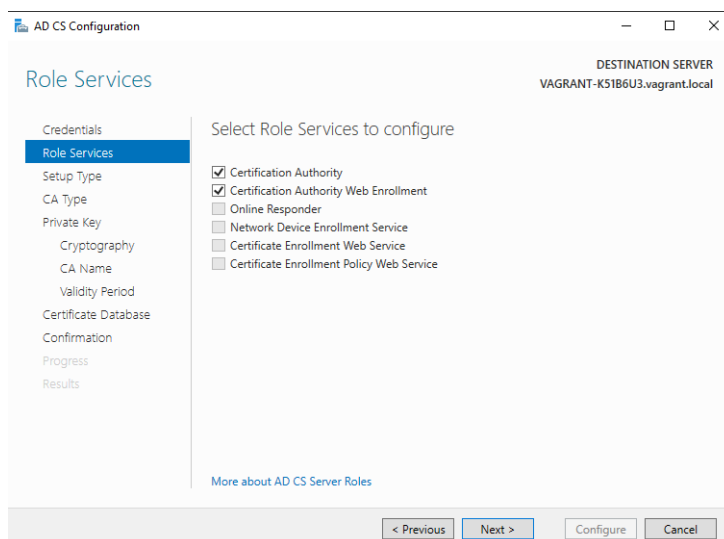 AD CS Configuration
Role Services
DESTINATION SERVER
VAGRANT-K51B6U3.vagrant.local
Credentials
Role Services
Setup Type
CA Type
Private Key
Cryptography
CA Name
Validity Period
Certificate Database
Confirmation
Progress
Results
Select Role Services to configure
Certification Authority
Certification Authority Web Enrollment
Online Responder
Network Device Enrollment Service
Certificate Enrollment Web Service
Certificate Enrollment Policy Web Service
More about AD CS Server Roles
< Previous
Next >
Configure
Cancel